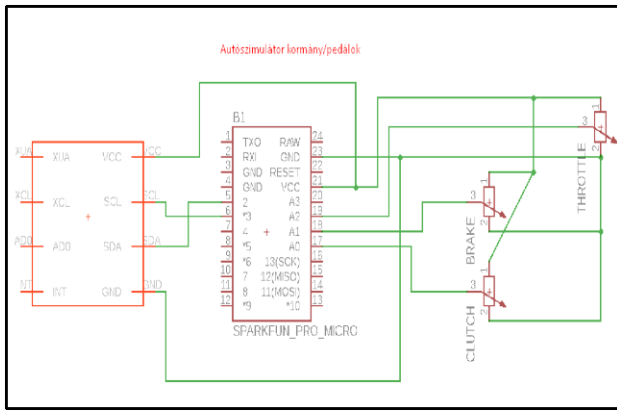 Autószimulátor kormány/pedálok
XUA XUA VCC VCC
XCL XCL SCL SCL
AD0 AD0 SDA SDA
INT INT GND GND
B1
1 TXO RAW 24
2 RXI GND 23
3 GND RESET 22
4 GND VCC 21
5 2 A3 20
6 *3 A2 19
7 4 A1 18
8 *5 A0 17
9 *6 13(SCK) 16
10 7 12(MISO) 15
11 8 11(MOSI) 14
12 *9 *10 13
SPARKFUN_PRO_MICRO
1
3
2
THROTTLE
1
3
2
BRAKE
1
3
2
CLUTCH